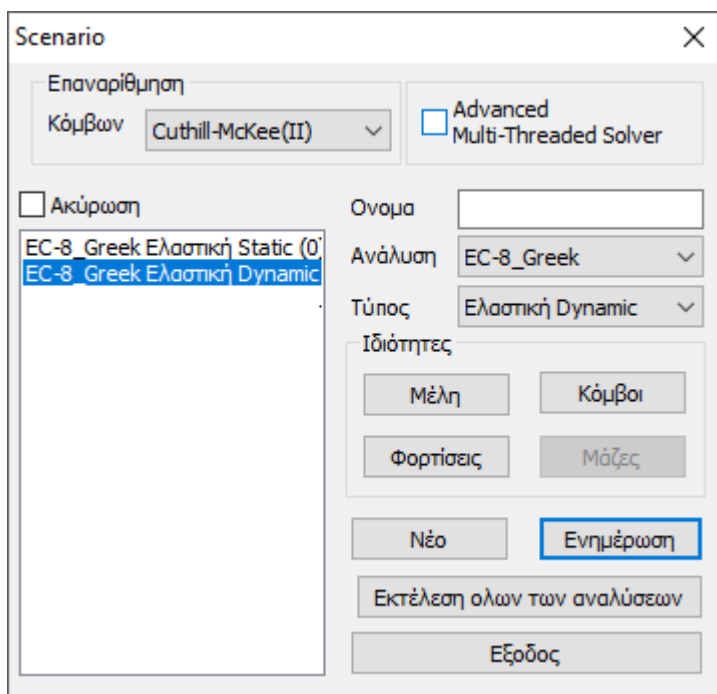 Scenario
Επαναρίθμηση
Κόμβων
Cuthill-McKee(II)
Advanced
Multi-Threaded Solver
Ακύρωση
EC-8_Greek Ελαστική Static (0)
EC-8_Greek Ελαστική Dynamic
Ονομα
Ανάλυση
EC-8_Greek
Τύπος
Ελαστική Dynamic
Ιδιότητες
Μέλη
Κόμβοι
Φορτίσεις
Μάζες
Νέο
Ενημέρωση
Εκτέλεση ολων των αναλύσεων
Εξοδος